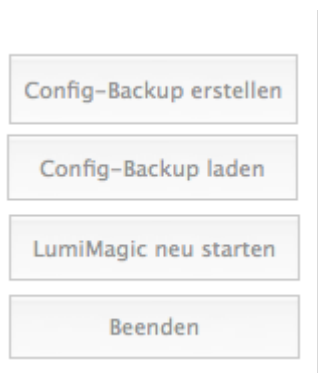 Config-Backup erstellen
Config-Backup laden
LumiMagic neu starten
Beenden